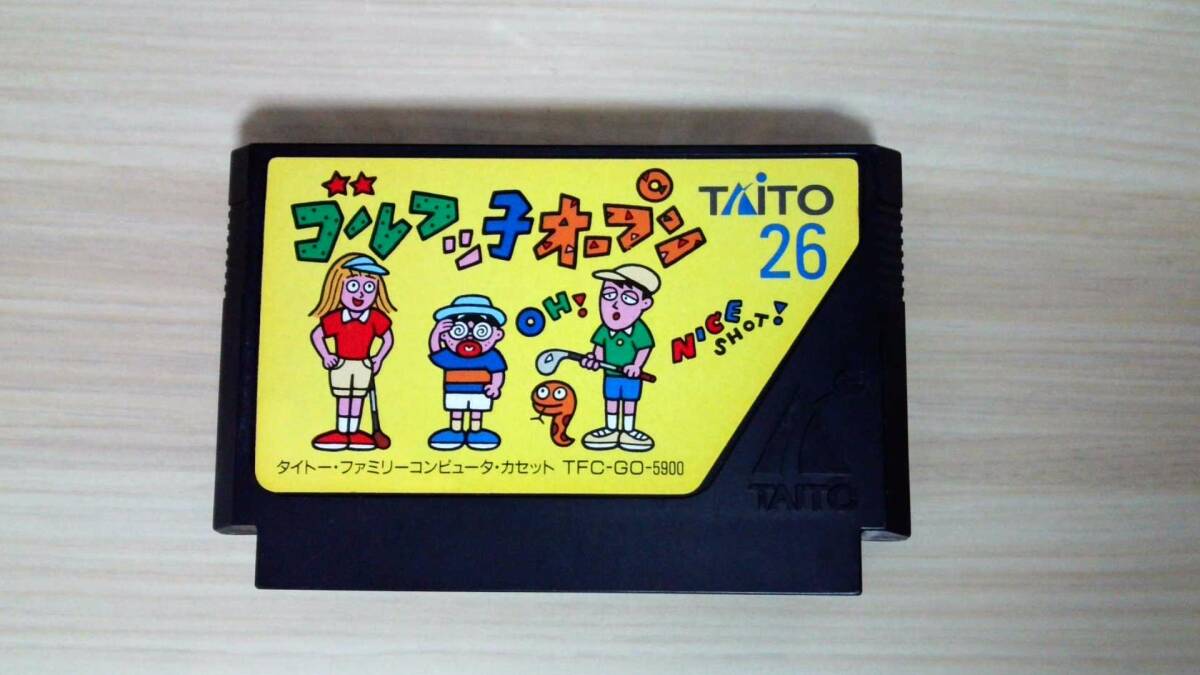 ゴルフッ子オープン
TAITO
26
OH!
NICE
SHOT!
タイトー・ファミリーコンピュータ・カセット TFC-GO-5900
TAITO